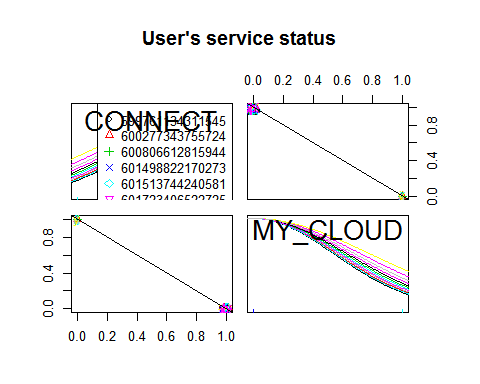 User's service status
0.0 0.2 0.4 0.6 0.8 1.0
CONNECT
600277343755724
600806612815944
601498822170273
601513744240581
0.0 0.4 0.8
MY_CLOUD
0.0 0.4 0.8
0.0 0.2 0.4 0.6 0.8 1.0